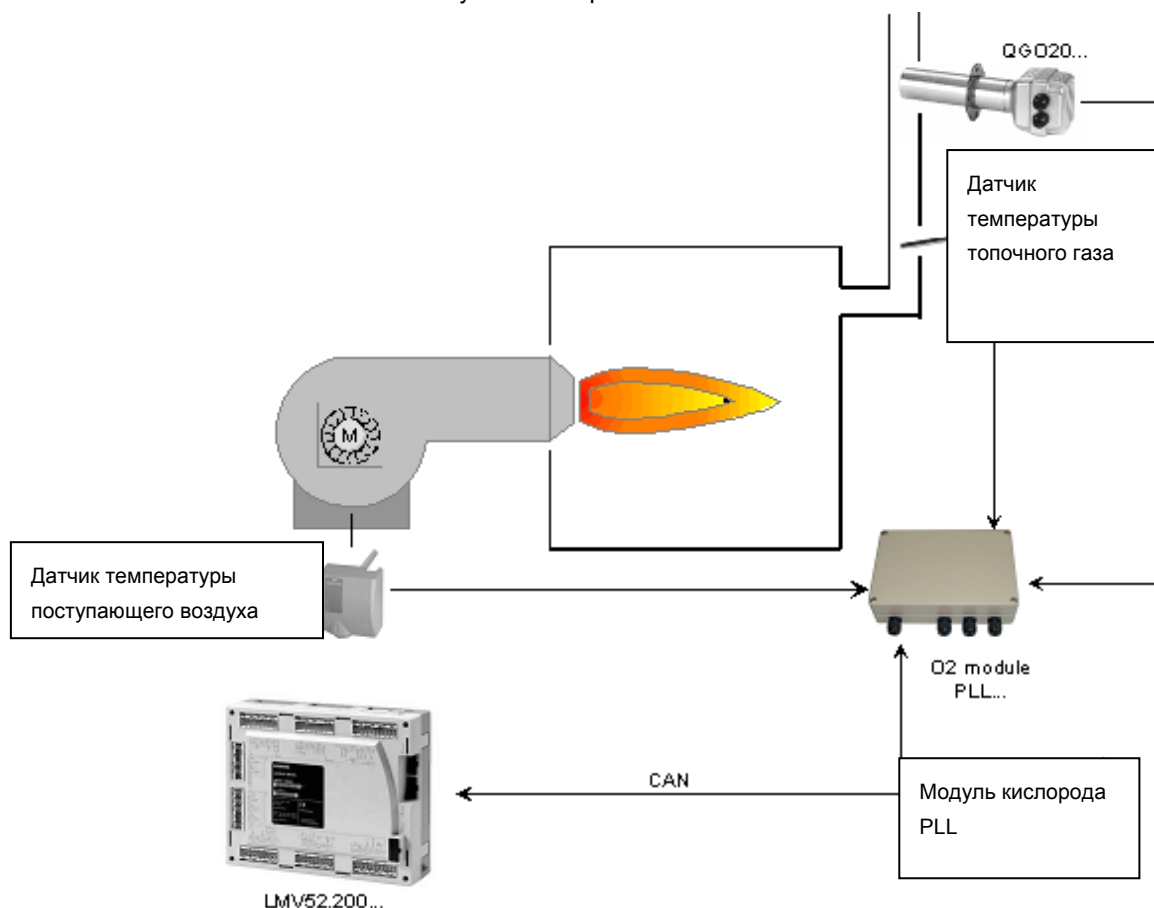 QGO20...
Датчик
температуры
топочного газа
M
Датчик температуры
поступающего воздуха
O2 module
PLL...
CAN
Модуль кислорода
PLL
LMV52.200...